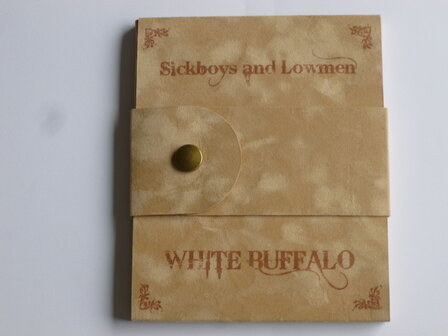 Sickboys and Lowmen
WHITE BUFFALO